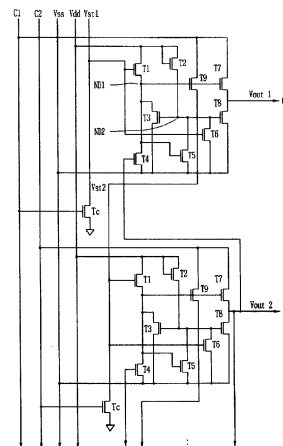 C1 C2 Vss Vdd Vst1
T1
T2
T9
T7
ND1
Vout 1
T3
T8
ND2
T6
T4
T5
Vst2
Tc
T1
T2
T9
T7
T8
Vout 2
T3
T6
T4
T5
Tc